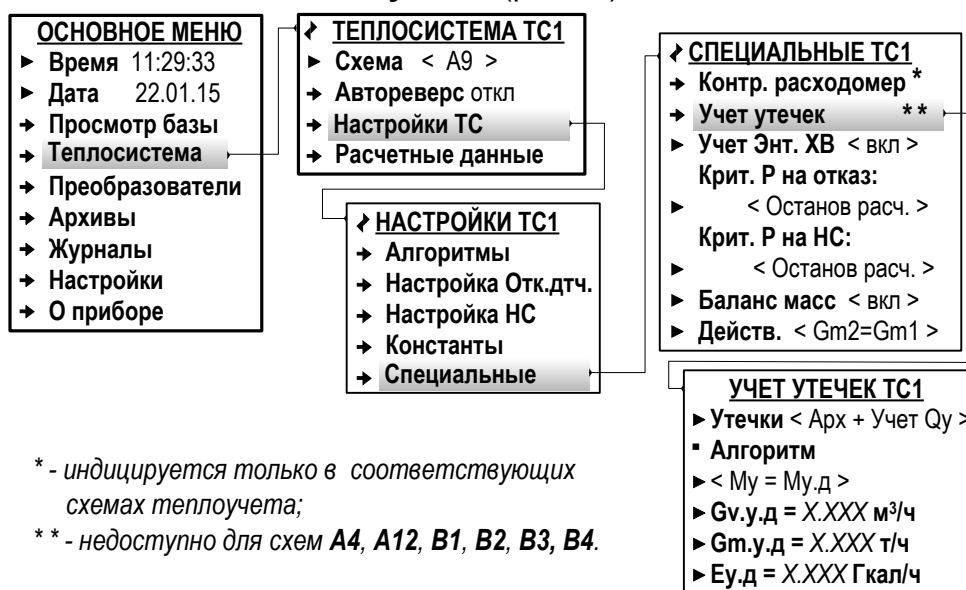 ОСНОВНОЕ МЕНЮ
Время 11:29:33
Дата 22.01.15
Просмотр базы
Теплосистема
Преобразователи
Архивы
Журналы
Настройки
О приборе
ТЕПЛОСИСТЕМА ТС1
Схема < А9 >
Автореверс откл
Настройки ТС
Расчетные данные
НАСТРОЙКИ ТС1
Алгоритмы
Настройка Отк.дтч.
Настройка НС
Константы
Специальные
СПЕЦИАЛЬНЫЕ ТС1
Контр. расходомер *
Учет утечек **
Учет Энт. ХВ < вкл >
Крит. Р на отказ:
< Останов расч. >
Крит. Р на НС:
< Останов расч. >
Баланс масс < вкл >
Действ. < Gm2=Gm1 >
УЧЕТ УТЕЧЕК ТС1
Утечки < Арх + Учет Qу >
Алгоритм
< Му = Му.д >
Gv.у.д = X.XXX м³/ч
Gm.у.д = X.XXX т/ч
Еу.д = X.XXX Гкал/ч
* - индицируется только в соответствующих
схемах теплоучета;
** - недоступно для схем А4, А12, В1, В2, В3, В4.